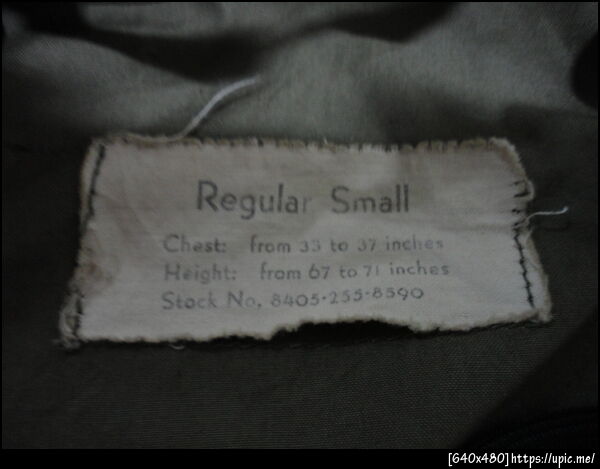 Regular Small
Chest: from 33 to 37 inches
Height: from 67 to 71 inches
Stock No. 8405-255-8590
[640x480]https://upic.me/